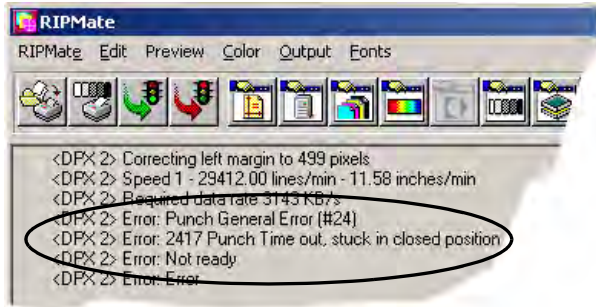 RIPMate
RIPMate Edit Preview Color Output Fonts
<DPX 2> Correcting left margin to 499 pixels
<DPX 2> Speed 1 - 29412.00 lines/min - 11.58 inches/min
<DPX 2> Required data rate 3143 KB/s
<DPX 2> Error: Punch General Error (#24)
<DPX 2> Error: 2417 Punch Time out, stuck in closed position
<DPX 2> Error: Not ready
<DPX 2> Error: Error